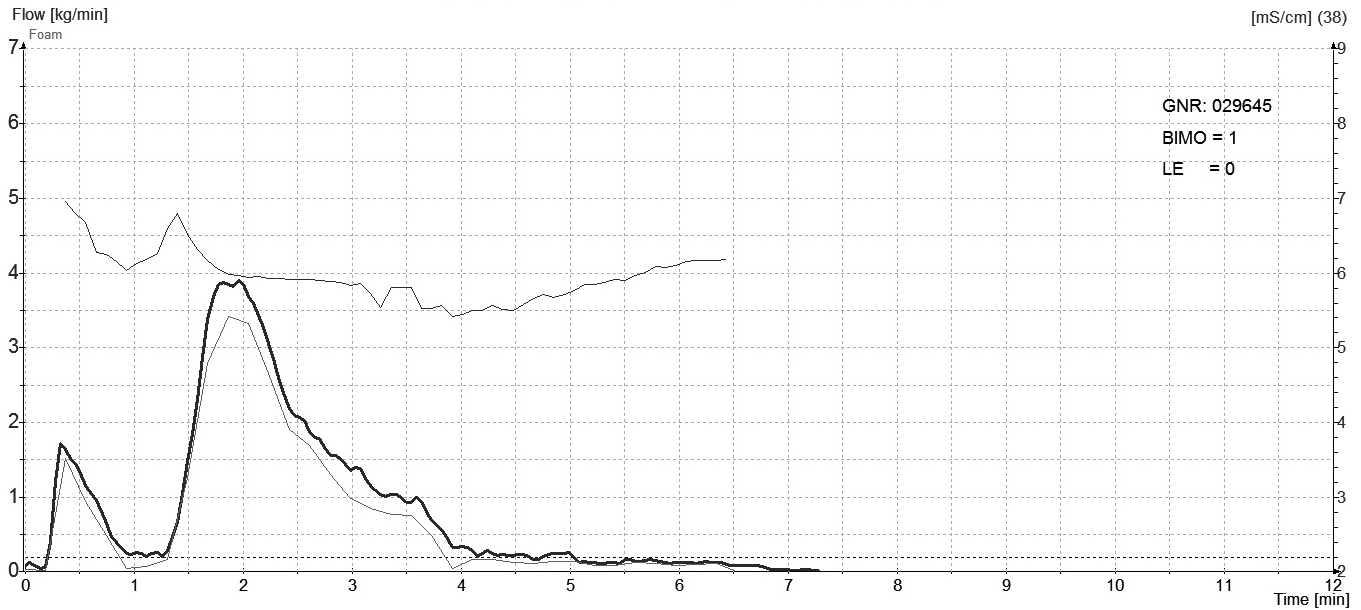 Flow [kg/min]
[mS/cm] (38)
Foam
7
9
GNR: 029645
6
8
BIMO = 1
LE = 0
5
7
4
6
3
5
2
4
1
3
0
2
0 1 2 3 4 5 6 7 8 9 10 11 12
Time [min]